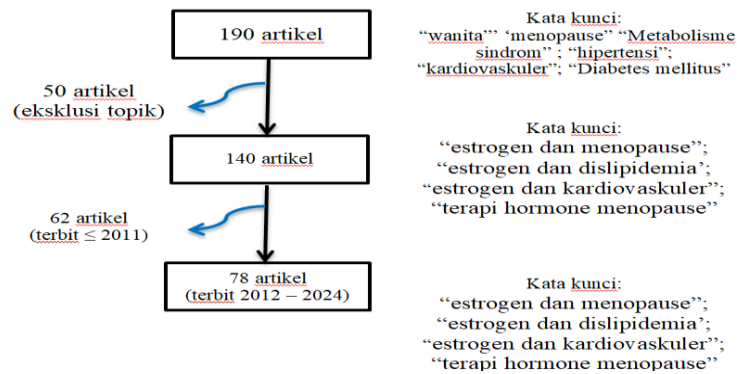 190 artikel
Kata kunci:
“wanita”’ ‘menopause” “Metabolisme
sindrom” ; “hipertensi”;
“kardiovaskuler”; “Diabetes mellitus”
50 artikel
(eksklusi topik)
140 artikel
Kata kunci:
“estrogen dan menopause”;
“estrogen dan dislipidemia’;
“estrogen dan kardiovaskuler”;
“terapi hormone menopause”
62 artikel
(terbit ≤ 2011)
78 artikel
(terbit 2012 – 2024)
Kata kunci:
“estrogen dan menopause”;
“estrogen dan dislipidemia’;
“estrogen dan kardiovaskuler”;
“terapi hormone menopause”